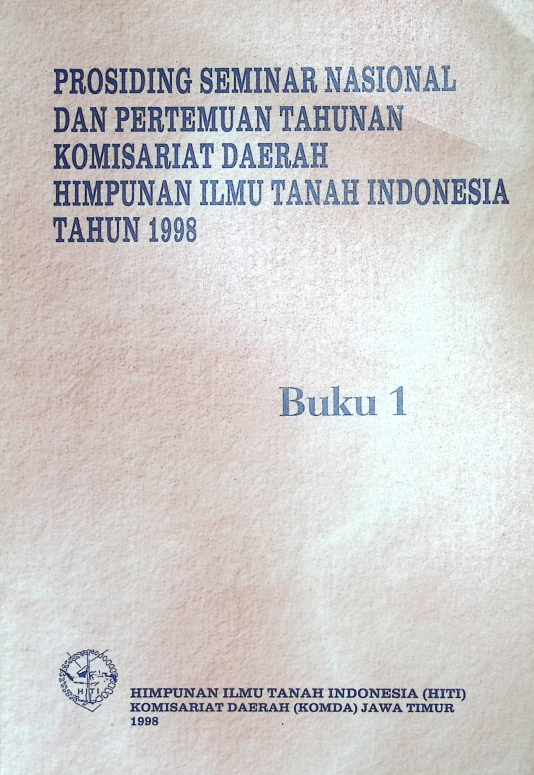 PROSIDING SEMINAR NASIONAL
DAN PERTEMUAN TAHUNAN
KOMISARIAT DAERAH
HIMPUNAN ILMU TANAH INDONESIA
TAHUN 1998
Buku 1
HITI
HIMPUNAN ILMU TANAH INDONESIA (HITI)
KOMISARIAT DAERAH (KOMDA) JAWA TIMUR
1998